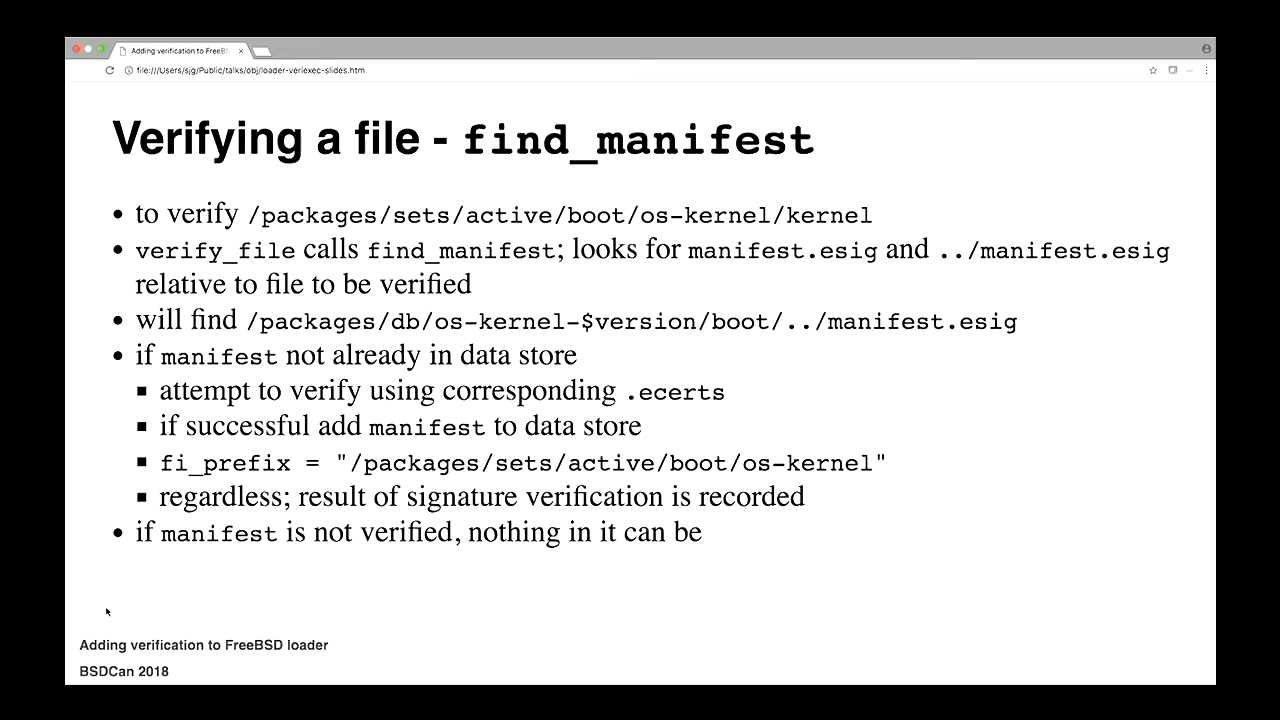 Adding verification to FreeBS
file:///Users/sjg/Public/talks/obj/loader-veriexec-slides.htm
Verifying a file - find_manifest
• to verify /packages/sets/active/boot/os-kernel/kernel
• verify_file calls find_manifest; looks for manifest.esig and ../manifest.esig
relative to file to be verified
• will find /packages/db/os-kernel-$version/boot/../manifest.esig
• if manifest not already in data store
▪ attempt to verify using corresponding .ecerts
▪ if successful add manifest to data store
▪ fi_prefix = "/packages/sets/active/boot/os-kernel"
▪ regardless; result of signature verification is recorded
• if manifest is not verified, nothing in it can be
Adding verification to FreeBSD loader
BSDCan 2018